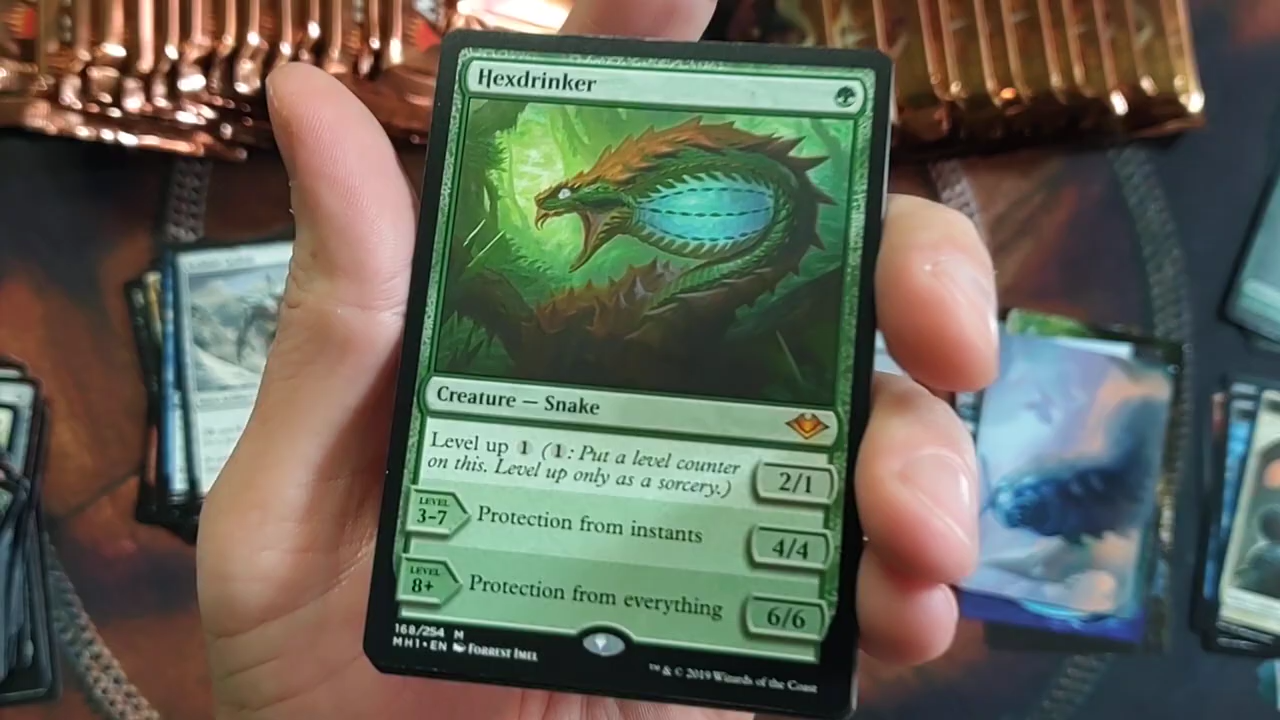 Hexdrinker
Creature — Snake
Level up 1 (1: Put a level counter
on this. Level up only as a sorcery.)
2/1
LEVEL
3-7
Protection from instants
4/4
LEVEL
8+
Protection from everything
6/6
168/254 M
MH1•EN Forrest Imel
™ & © 2019 Wizards of the Coast